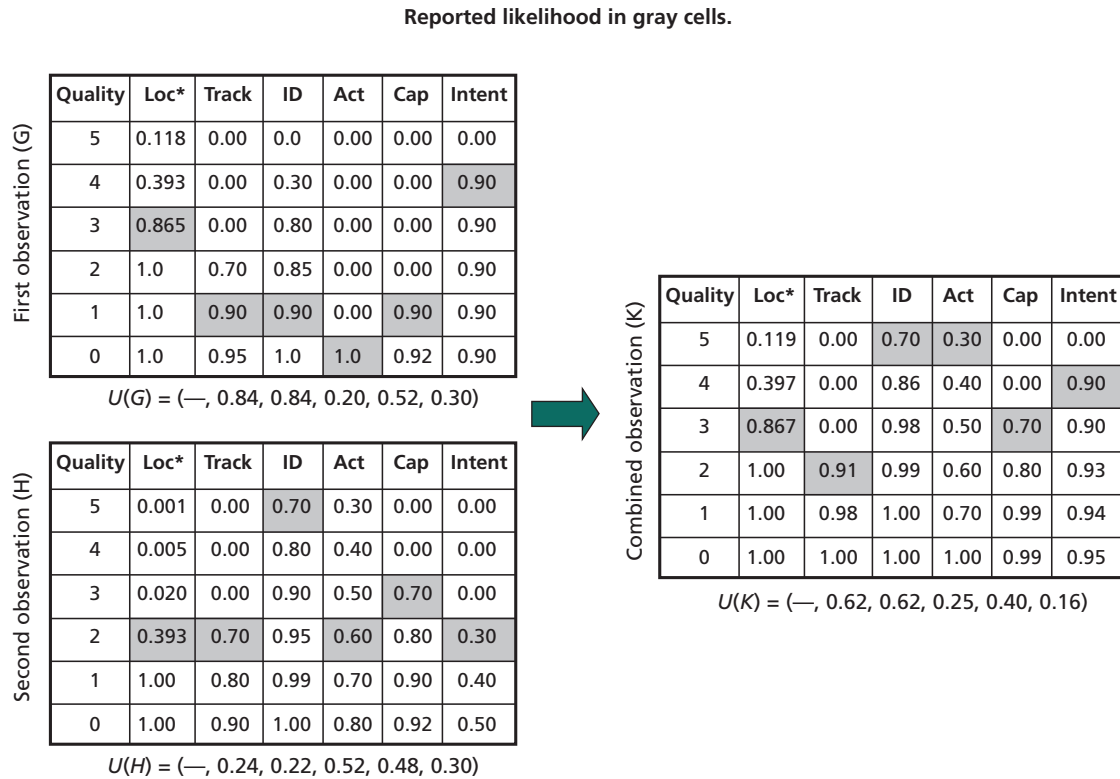 Reported likelihood in gray cells.
First observation (G)
Quality Loc* Track ID Act Cap Intent
5 0.118 0.00 0.0 0.00 0.00 0.00
4 0.393 0.00 0.30 0.00 0.00 0.90
3 0.865 0.00 0.80 0.00 0.00 0.90
2 1.0 0.70 0.85 0.00 0.00 0.90
1 1.0 0.90 0.90 0.00 0.90 0.90
0 1.0 0.95 1.0 1.0 0.92 0.90
U(G) = (—, 0.84, 0.84, 0.20, 0.52, 0.30)
Second observation (H)
Quality Loc* Track ID Act Cap Intent
5 0.001 0.00 0.70 0.30 0.00 0.00
4 0.005 0.00 0.80 0.40 0.00 0.00
3 0.020 0.00 0.90 0.50 0.70 0.00
2 0.393 0.70 0.95 0.60 0.80 0.30
1 1.00 0.80 0.99 0.70 0.90 0.40
0 1.00 0.90 1.00 0.80 0.92 0.50
U(H) = (—, 0.24, 0.22, 0.52, 0.48, 0.30)
Combined observation (K)
Quality Loc* Track ID Act Cap Intent
5 0.119 0.00 0.70 0.30 0.00 0.00
4 0.397 0.00 0.86 0.40 0.00 0.90
3 0.867 0.00 0.98 0.50 0.70 0.90
2 1.00 0.91 0.99 0.60 0.80 0.93
1 1.00 0.98 1.00 0.70 0.99 0.94
0 1.00 1.00 1.00 1.00 0.99 0.95
U(K) = (—, 0.62, 0.62, 0.25, 0.40, 0.16)